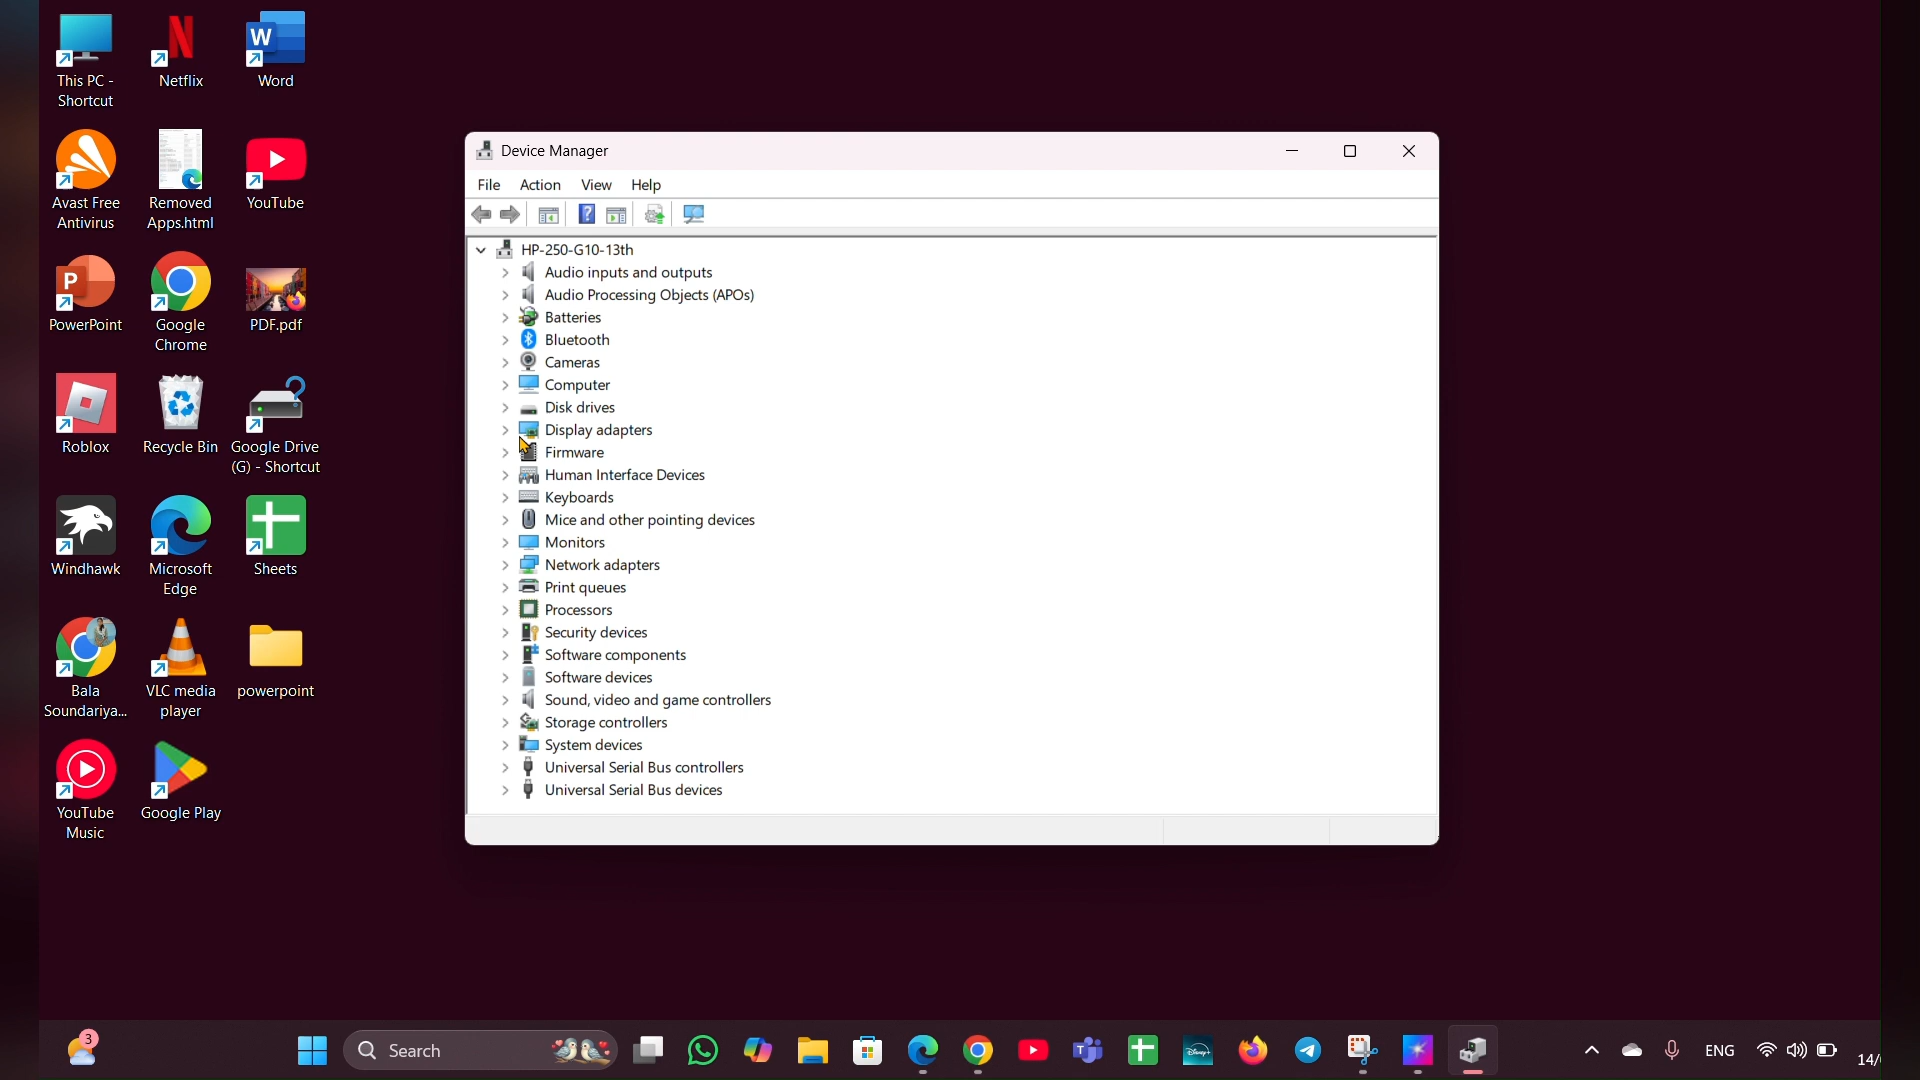 This PC -
Shortcut
Netflix
Word
Avast Free
Antivirus
Removed
Apps.html
YouTube
PowerPoint
Google
Chrome
PDF.pdf
Roblox
Recycle Bin
Google Drive
(G) - Shortcut
Windhawk
Microsoft
Edge
Sheets
Bala
Soundariya...
VLC media
player
powerpoint
YouTube
Music
Google Play
Device Manager
File Action View Help
HP-250-G10-13th
Audio inputs and outputs
Audio Processing Objects (APOs)
Batteries
Bluetooth
Cameras
Computer
Disk drives
Display adapters
Firmware
Human Interface Devices
Keyboards
Mice and other pointing devices
Monitors
Network adapters
Print queues
Processors
Security devices
Software components
Software devices
Sound, video and game controllers
Storage controllers
System devices
Universal Serial Bus controllers
Universal Serial Bus devices
3
Search
Disney+
ENG
14/